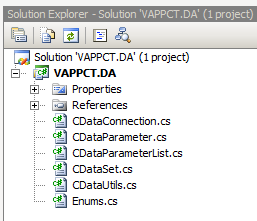 Solution Explorer - Solution 'VAPPCT.DA' (1 project)
Solution 'VAPPCT.DA' (1 project)
VAPPCT.DA
Properties
References
CDataConnection.cs
CDataParameter.cs
CDataParameterList.cs
CDataSet.cs
CDataUtils.cs
Enums.cs